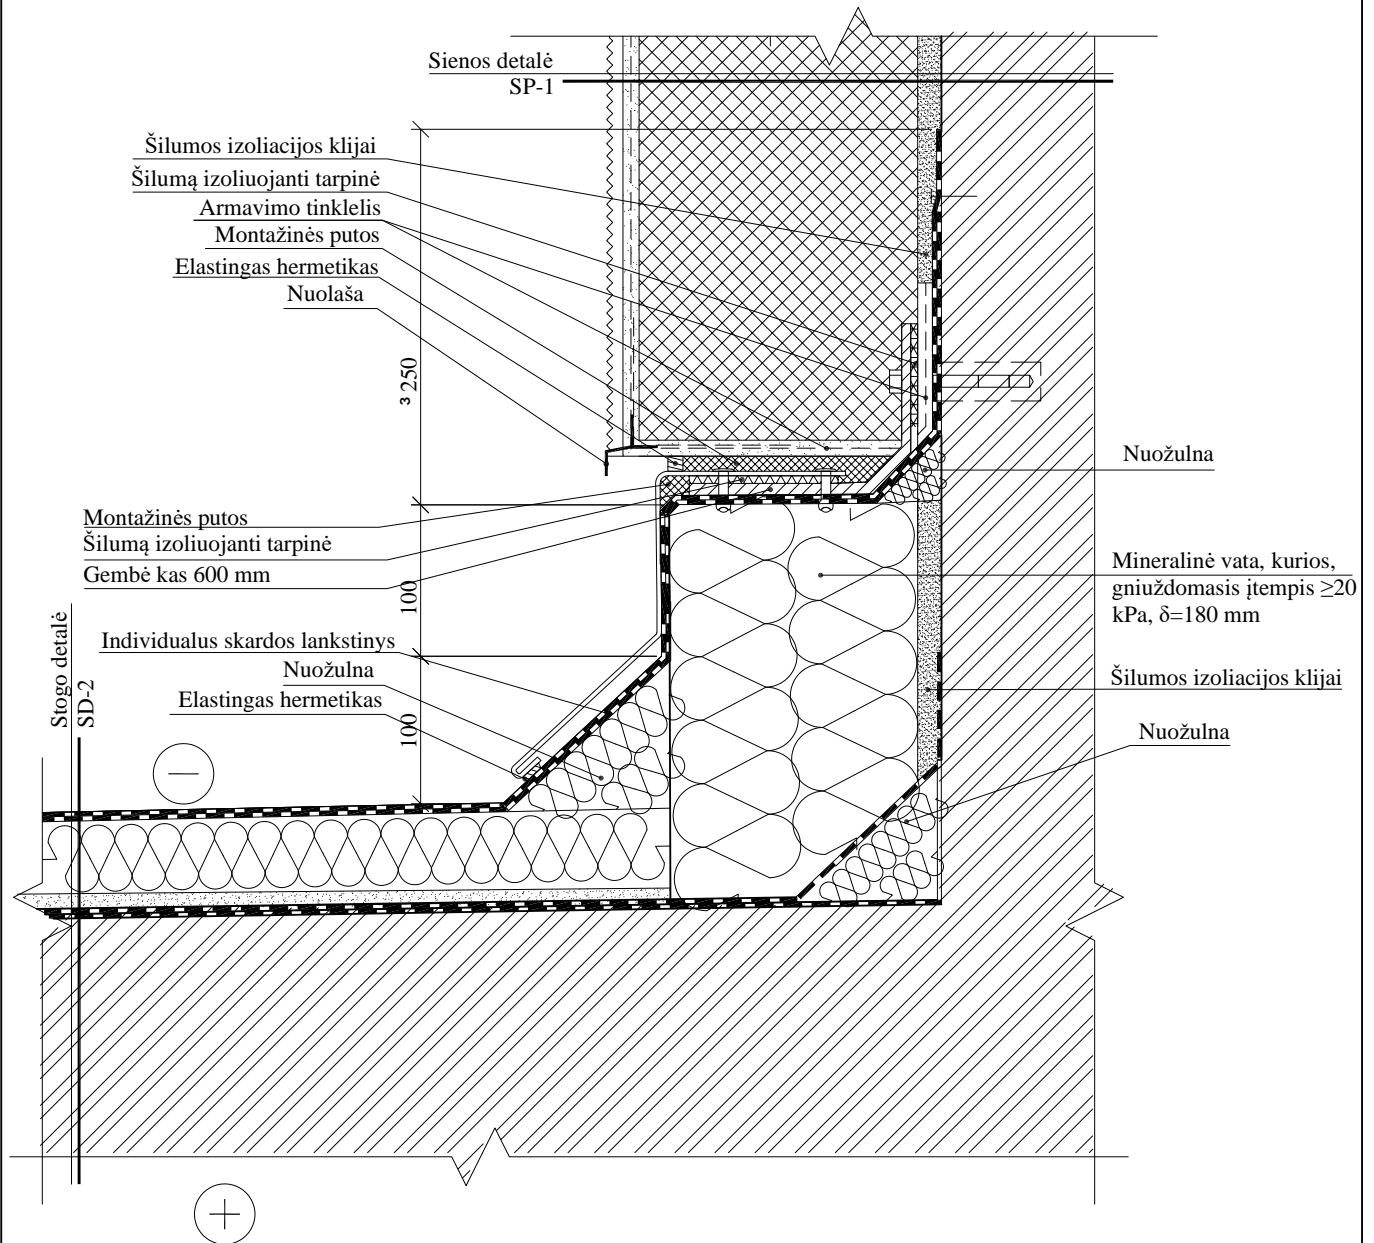 Sienos detalė
SP-1
Šilumos izoliacijos klijai
Šilumą izoliuojanti tarpinė
Armavimo tinklelis
Montažinės putos
Elastingas hermetikas
Nuolaša
³ 250
Nuožulna
Montažinės putos
Šilumą izoliuojanti tarpinė
Gembė kas 600 mm
100
Mineralinė vata, kurios,
gniuždomasis įtempis ≥20
kPa, δ=180 mm
Individualus skardos lankstinys
Nuožulna
Elastingas hermetikas
100
Šilumos izoliacijos klijai
Nuožulna
Stogo detalė
SD-2